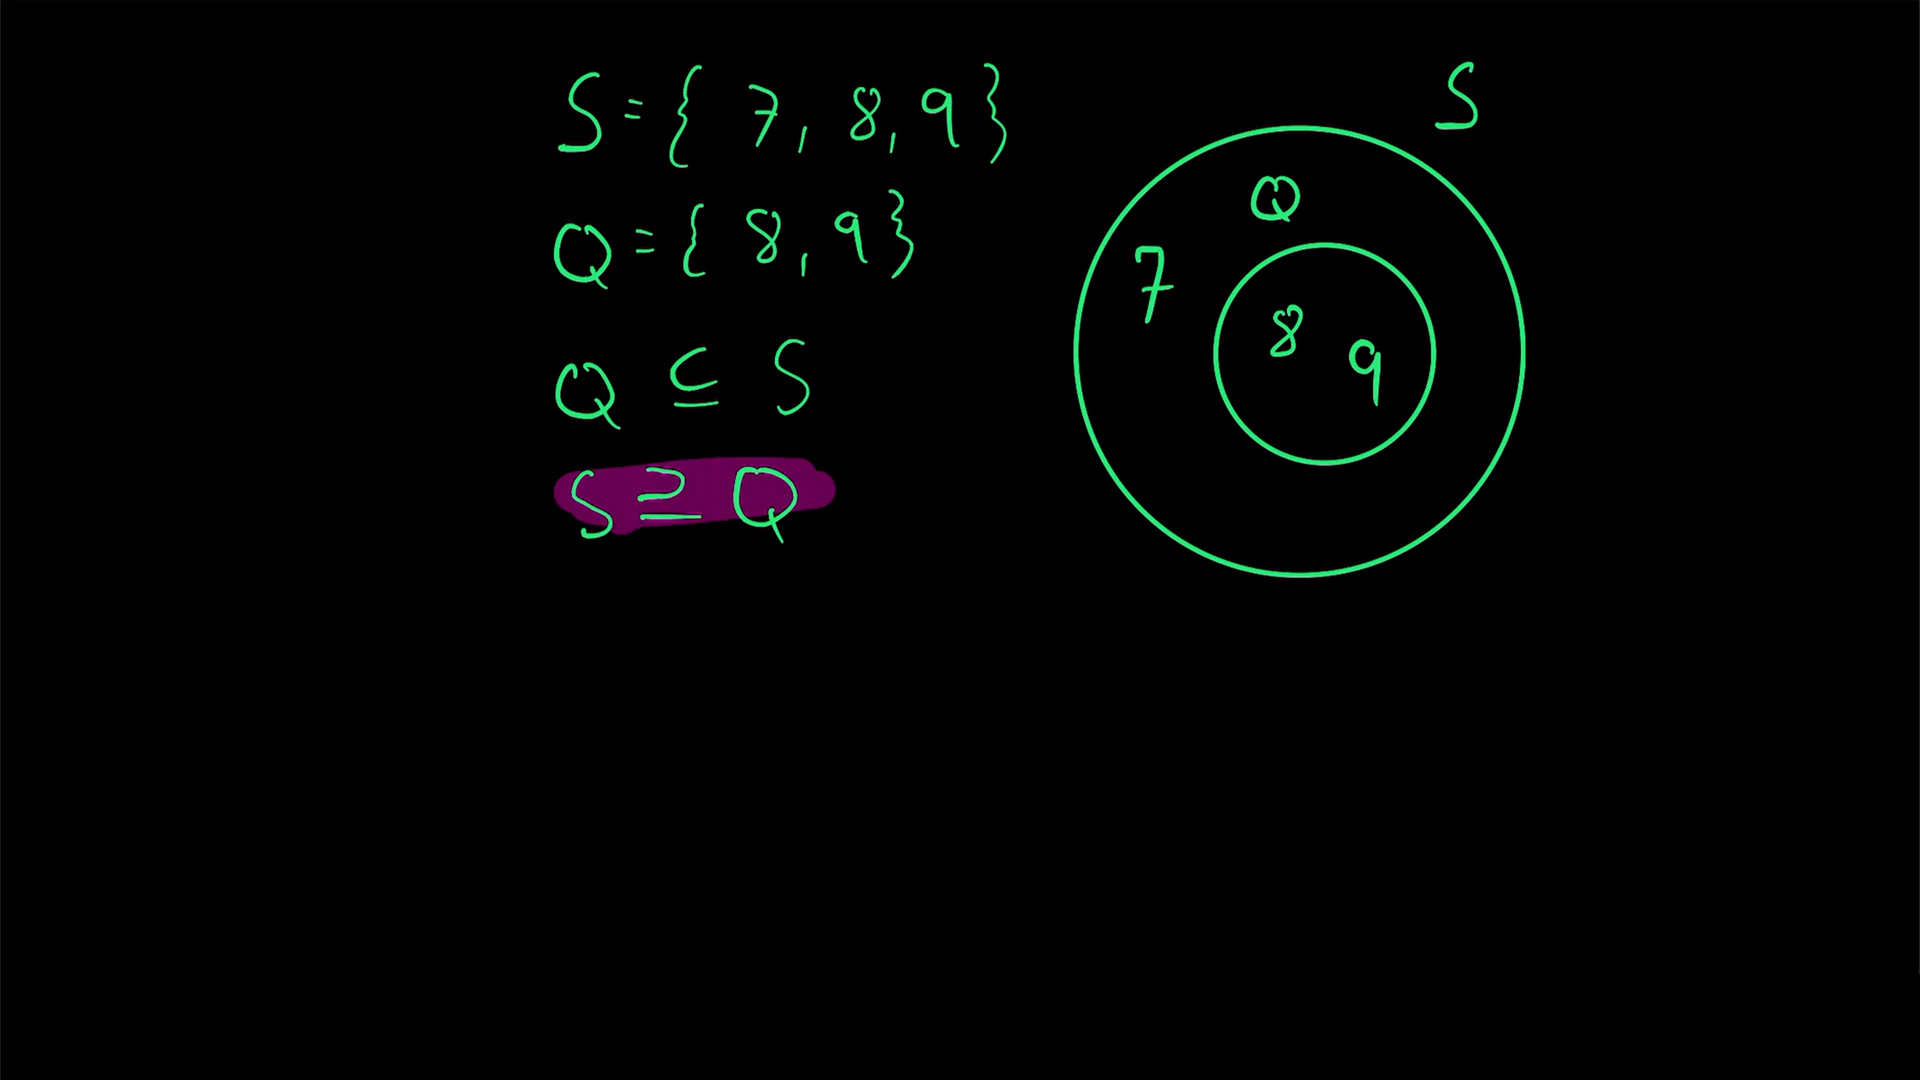 S = { 7, 8, 9 }
Q = { 8, 9 }
Q ⊆ S
S ⊇ Q
S
Q
7
8 9